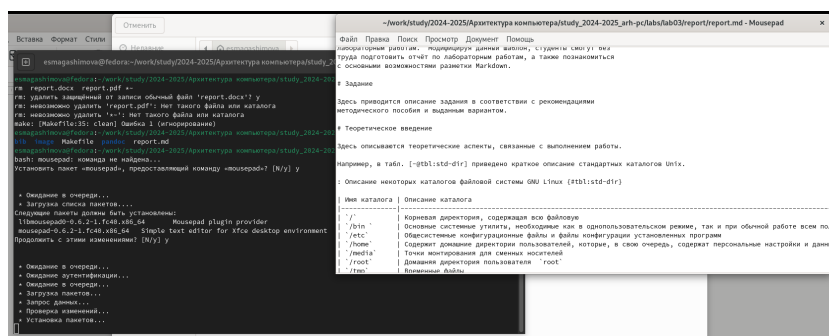 Отменить
Вставка Формат Стили
Недавние
esmagashimova
esmagashimova@fedora:~/work/study/2024-2025/Архитектура компьютера/study_20
esmagashimova@fedora:~/work/study/2024-2025/Архитектура компьютера/study_2024
rm report.docx report.pdf *~
rm: удалить защищённый от записи обычный файл 'report.docx'? y
rm: невозможно удалить 'report.pdf': Нет такого файла или каталога
rm: невозможно удалить '*~': Нет такого файла или каталога
make: [Makefile:35: clean] Ошибка 1 (игнорирование)
esmagashimova@fedora:~/work/study/2024-2025/Архитектура компьютера/study_202
bib image Makefile pandoc report.md
esmagashimova@fedora:~/work/study/2024-2025/Архитектура компьютера/study_202
bash: mousepad: команда не найдена...
Установить пакет «mousepad», предоставляющий команду «mousepad»? [N/y] y
* Ожидание в очереди...
* Загрузка списка пакетов....
Следующие пакеты должны быть установлены:
libmousepad0-0.6.2-1.fc40.x86_64 Mousepad plugin provider
mousepad-0.6.2-1.fc40.x86_64 Simple text editor for Xfce desktop environment
Продолжить с этими изменениями? [N/y] y
* Ожидание в очереди...
* Ожидание аутентификации...
* Ожидание в очереди...
* Загрузка пакетов...
* Запрос данных...
* Проверка изменений...
* Установка пакетов...
~/work/study/2024-2025/Архитектура компьютера/study_2024-2025_arh-pc/labs/lab03/report/report.md - Mousepad
Файл Правка Поиск Просмотр Документ Помощь
лабораторным работам. Модифицируя данный шаблон, студенты смогут без
труда подготовить отчёт по лабораторным работам, а также познакомиться
с основными возможностями разметки Markdown.
# Задание
Здесь приводится описание задания в соответствии с рекомендациями
методического пособия и выданным вариантом.
# Теоретическое введение
Здесь описываются теоретические аспекты, связанные с выполнением работы.
Например, в табл. [-@tbl:std-dir] приведено краткое описание стандартных каталогов Unix.
: Описание некоторых каталогов файловой системы GNU Linux {#tbl:std-dir}
| Имя каталога | Описание каталога
| `/` | Корневая директория, содержащая всю файловую
| `/bin ` | Основные системные утилиты, необходимые как в однопользовательском режиме, так и при обычной работе всем по
| `/etc` | Общесистемные конфигурационные файлы и файлы конфигурации установленных программ
| `/home` | Содержит домашние директории пользователей, которые, в свою очередь, содержат персональные настройки и данн
| `/media` | Точки монтирования для сменных носителей
| `/root` | Домашняя директория пользователя `root`
| `/tmp` | Временные файлы